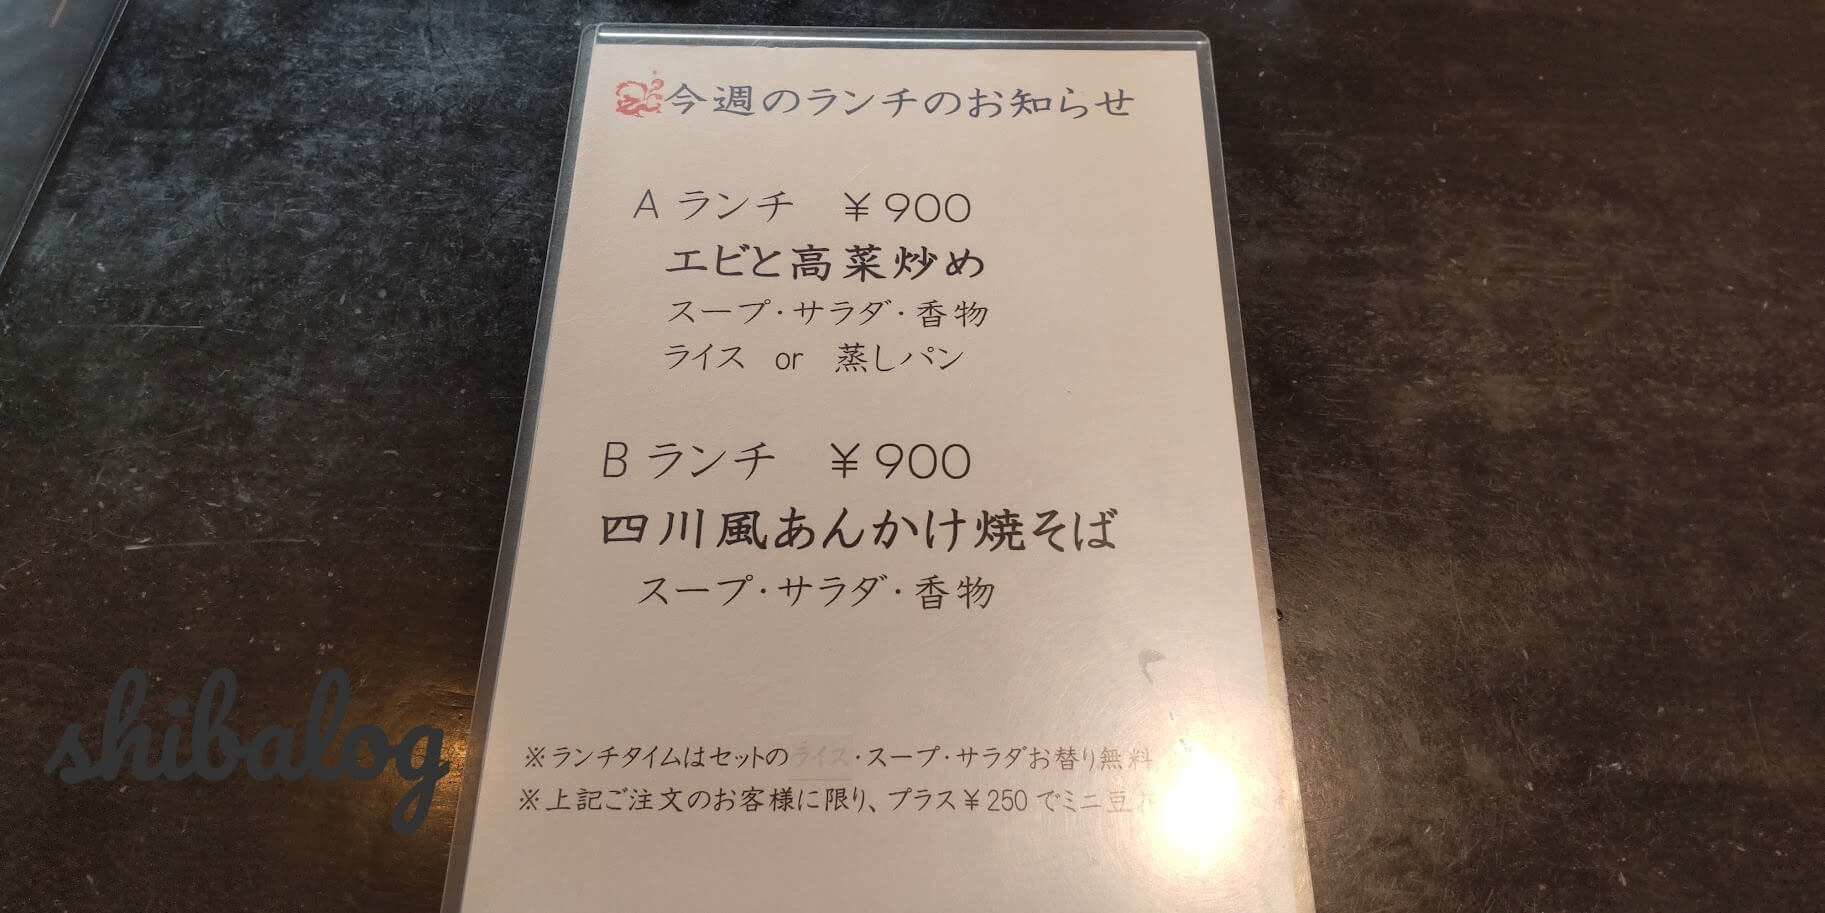 今週のランチのお知らせ
A ランチ ￥900
エビと高菜炒め
スープ・サラダ・香物
ライス or 蒸しパン
B ランチ ￥900
四川風あんかけ焼そば
スープ・サラダ・香物
※ランチタイムはセットのライス・スープ・サラダお替り無料
※上記ご注文のお客様に限り、プラス￥250でミニ豆
shibalog